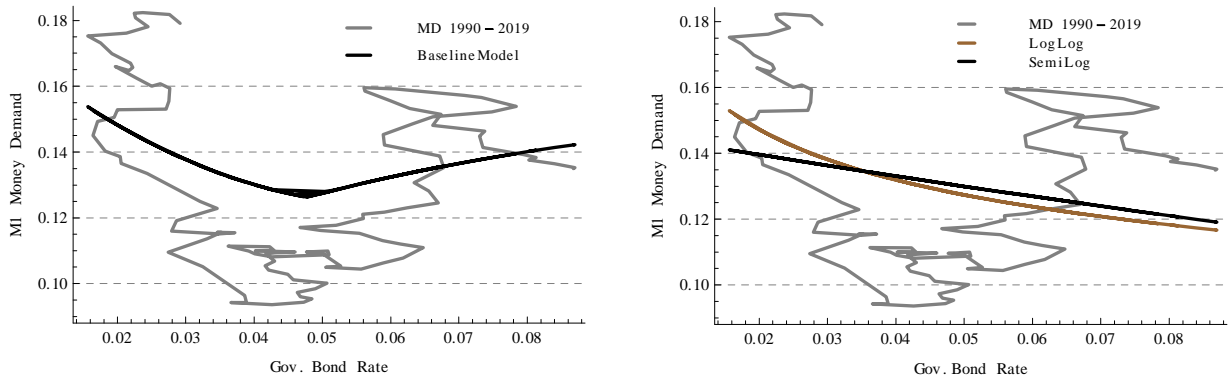 MD 1990 – 2019
Baseline Model
0.18
0.16
0.14
0.12
0.10
M1 Money Demand
0.02 0.03 0.04 0.05 0.06 0.07 0.08
Gov. Bond Rate
MD 1990 – 2019
LogLog
SemiLog
0.18
0.16
0.14
0.12
0.10
M1 Money Demand
0.02 0.03 0.04 0.05 0.06 0.07 0.08
Gov. Bond Rate